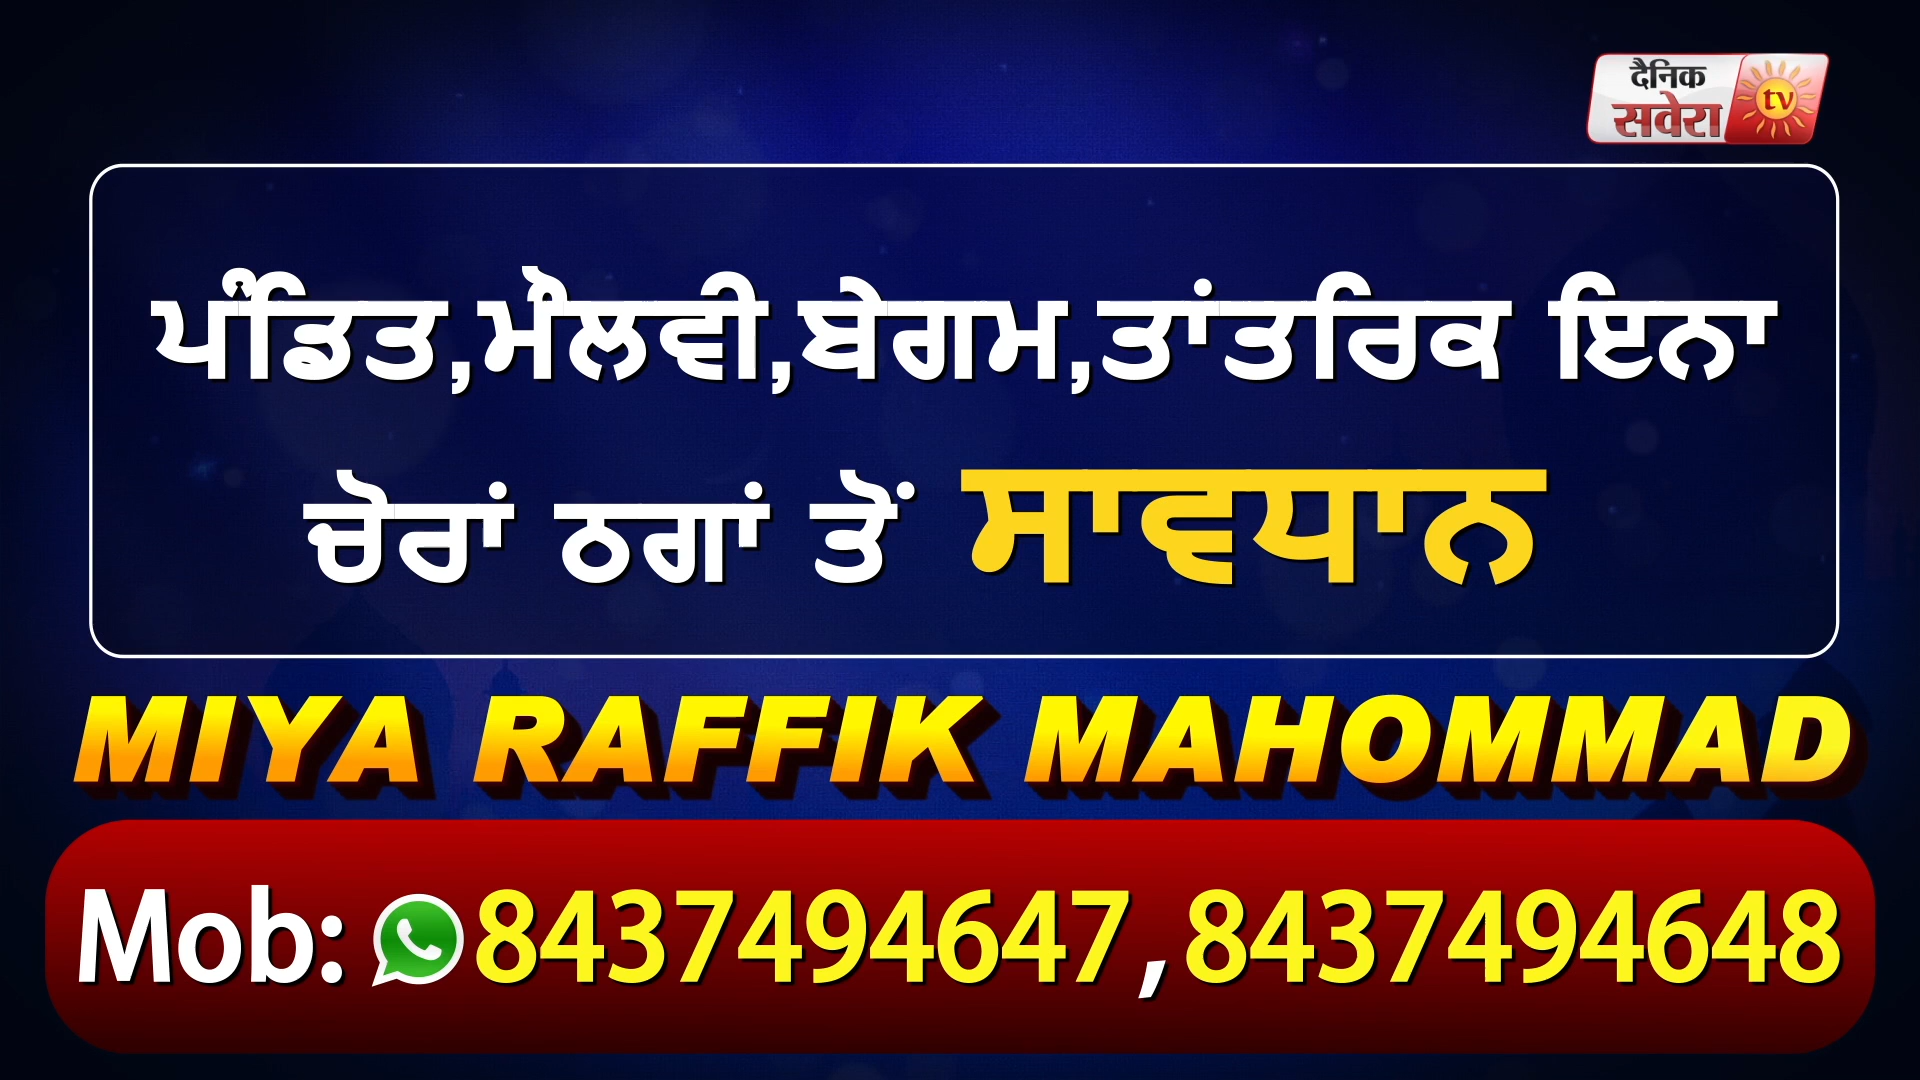 दैनिक
सवेरा
tv
ਪੰਡਿਤ,ਮੌਲਵੀ,ਬੇਗਮ,ਤਾਂਤਰਿਕ ਇਨਾ
ਚੋਰਾਂ ਠਗਾਂ ਤੋਂ ਸਾਵਧਾਨ
MIYA RAFFIK MAHOMMAD
Mob: 8437494647,8437494648